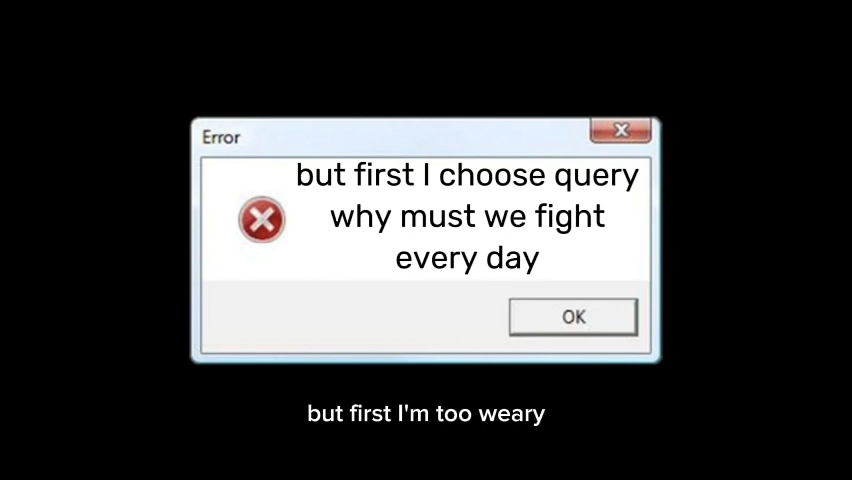 Error
but first I choose query
why must we fight
every day
OK
but first I'm too weary